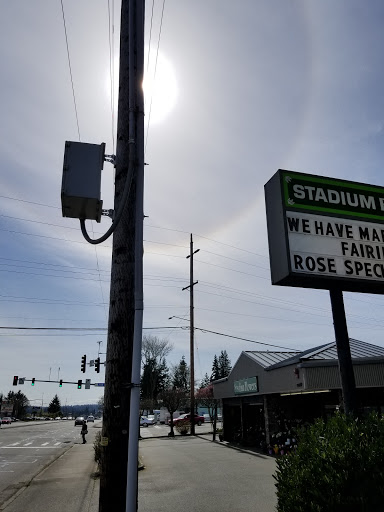 STADIUM
WE HAVE MA
FAIRI
ROSE SPEC